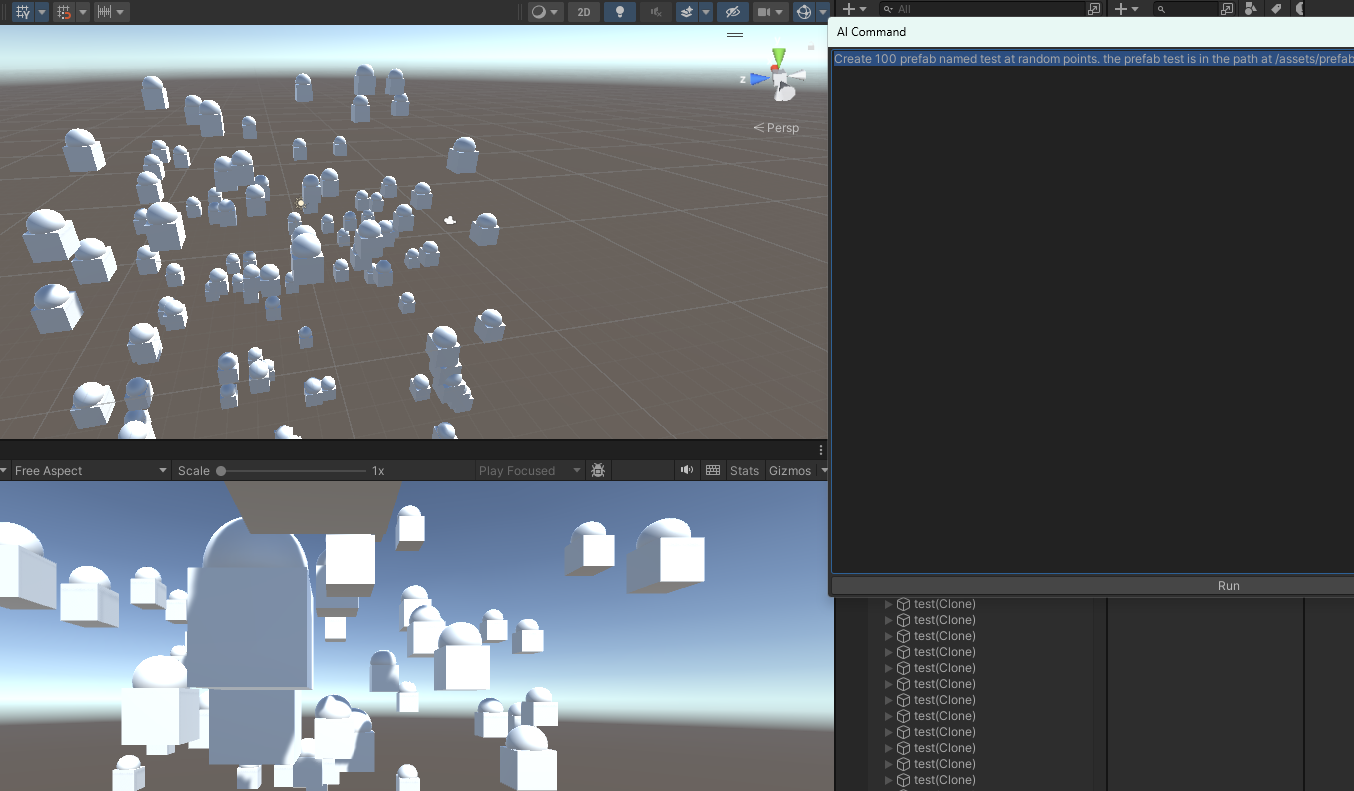 2D
All
AI Command
Create 100 prefab named test at random points. the prefab test is in the path at /assets/prefab
z
Persp
Free Aspect
Scale
1x
Play Focused
Stats
Gizmos
Run
test(Clone)
test(Clone)
test(Clone)
test(Clone)
test(Clone)
test(Clone)
test(Clone)
test(Clone)
test(Clone)
test(Clone)
test(Clone)
test(Clone)